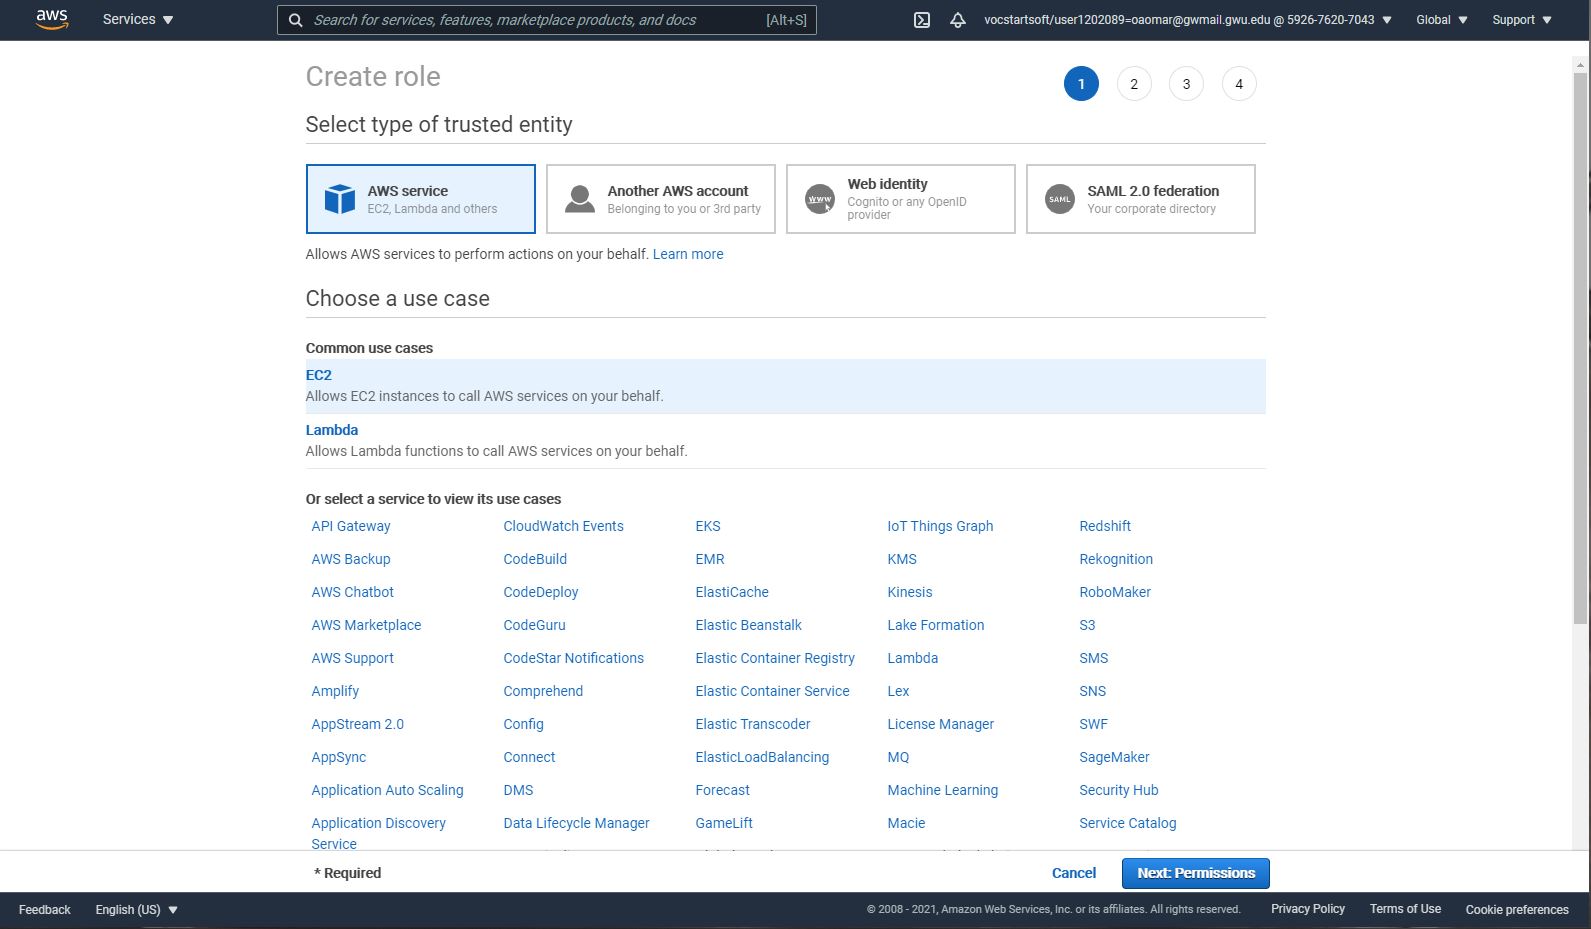 aws
Services
Search for services, features, marketplace products, and docs [Alt+S]
vocstartsoft/user1202089=oaomar@gwmail.gwu.edu @ 5926-7620-7043
Global
Support
Create role
1 2 3 4
Select type of trusted entity
AWS service
EC2, Lambda and others
Another AWS account
Belonging to you or 3rd party
WWW
Web identity
Cognito or any OpenID
provider
SAML
SAML 2.0 federation
Your corporate directory
Allows AWS services to perform actions on your behalf. Learn more
Choose a use case
Common use cases
EC2
Allows EC2 instances to call AWS services on your behalf.
Lambda
Allows Lambda functions to call AWS services on your behalf.
Or select a service to view its use cases
API Gateway CloudWatch Events EKS IoT Things Graph Redshift
AWS Backup CodeBuild EMR KMS Rekognition
AWS Chatbot CodeDeploy ElastiCache Kinesis RoboMaker
AWS Marketplace CodeGuru Elastic Beanstalk Lake Formation S3
AWS Support CodeStar Notifications Elastic Container Registry Lambda SMS
Amplify Comprehend Elastic Container Service Lex SNS
AppStream 2.0 Config Elastic Transcoder License Manager SWF
AppSync Connect ElasticLoadBalancing MQ SageMaker
Application Auto Scaling DMS Forecast Machine Learning Security Hub
Application Discovery Data Lifecycle Manager GameLift Macie Service Catalog
Service
* Required
Cancel
Next: Permissions
Feedback
English (US)
© 2008 - 2021, Amazon Web Services, Inc. or its affiliates. All rights reserved.
Privacy Policy
Terms of Use
Cookie preferences